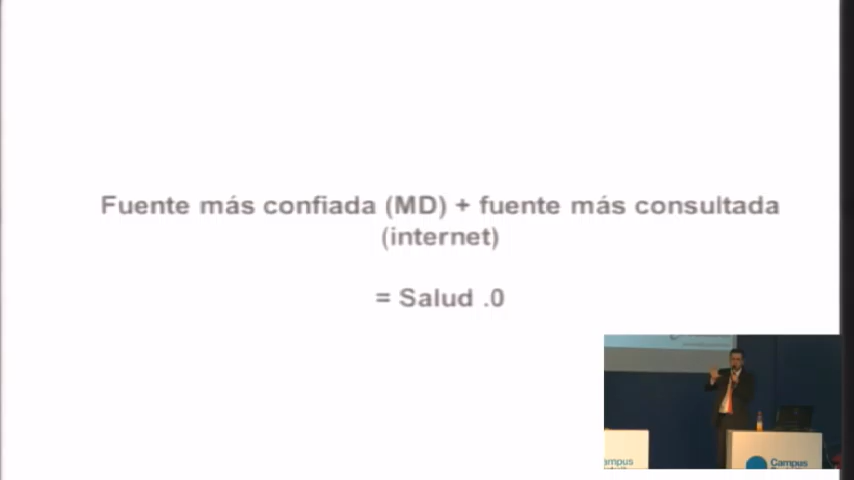 Fuente más confiada (MD) + fuente más consultada
(internet)
= Salud .0
Campus